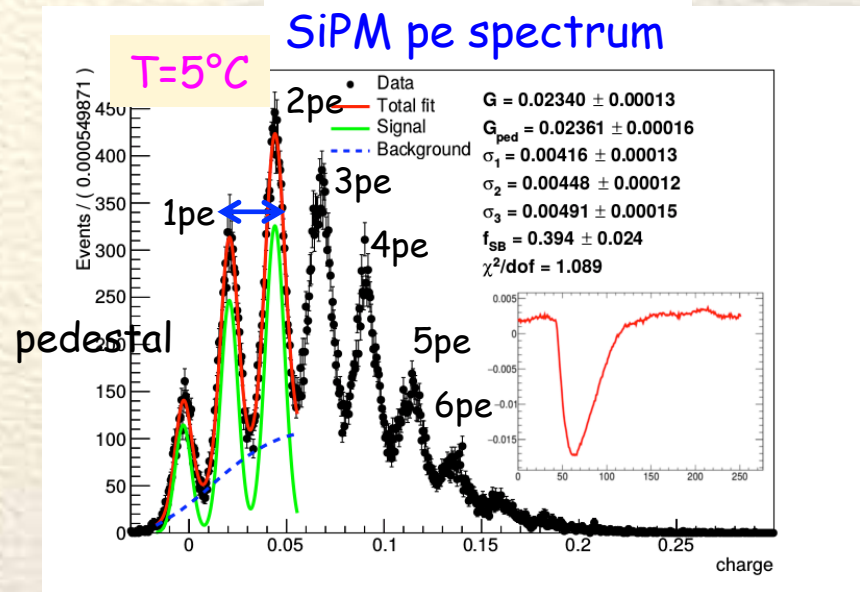 SiPM pe spectrum
T=5°C
Events / ( 0.000549871 )
450
400
350
300
250
200
150
100
50
0
0
0.05
0.1
0.15
0.2
0.25
charge
Data
Total fit
Signal
Background
G = 0.02340 ± 0.00013
G_ped = 0.02361 ± 0.00016
σ₁ = 0.00416 ± 0.00013
σ₂ = 0.00448 ± 0.00012
σ₃ = 0.00491 ± 0.00015
f_SB = 0.394 ± 0.024
χ²/dof = 1.089
pedestal
1pe
2pe
3pe
4pe
5pe
6pe
0.005
0
−0.005
−0.01
−0.015
0
50
100
150
200
250